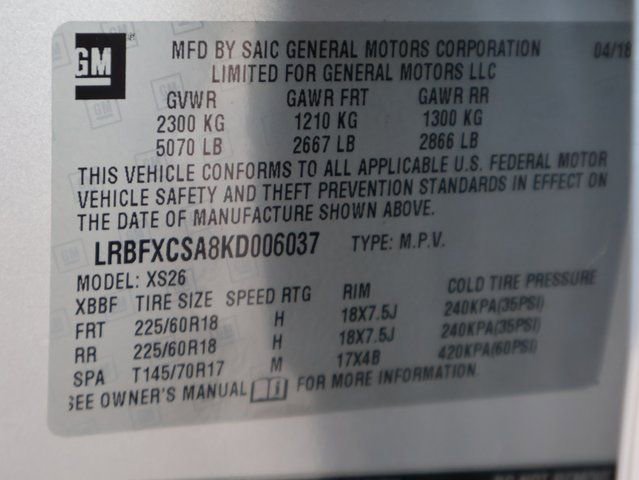 GM
MFD BY SAIC GENERAL MOTORS CORPORATION 04/18
LIMITED FOR GENERAL MOTORS LLC
GVWR GAWR FRT GAWR RR
2300 KG 1210 KG 1300 KG
5070 LB 2667 LB 2866 LB
THIS VEHICLE CONFORMS TO ALL APPLICABLE U.S. FEDERAL MOTOR
VEHICLE SAFETY AND THEFT PREVENTION STANDARDS IN EFFECT ON
THE DATE OF MANUFACTURE SHOWN ABOVE.
LRBFXCSA8KD006037 TYPE: M.P.V.
MODEL: XS26
XBBF TIRE SIZE SPEED RTG RIM COLD TIRE PRESSURE
FRT 225/60R18 H 18X7.5J 240KPA(35PSI)
RR 225/60R18 H 18X7.5J 240KPA(35PSI)
SPA T145/70R17 M 17X4B 420KPA(60PSI)
SEE OWNER'S MANUAL FOR MORE INFORMATION.